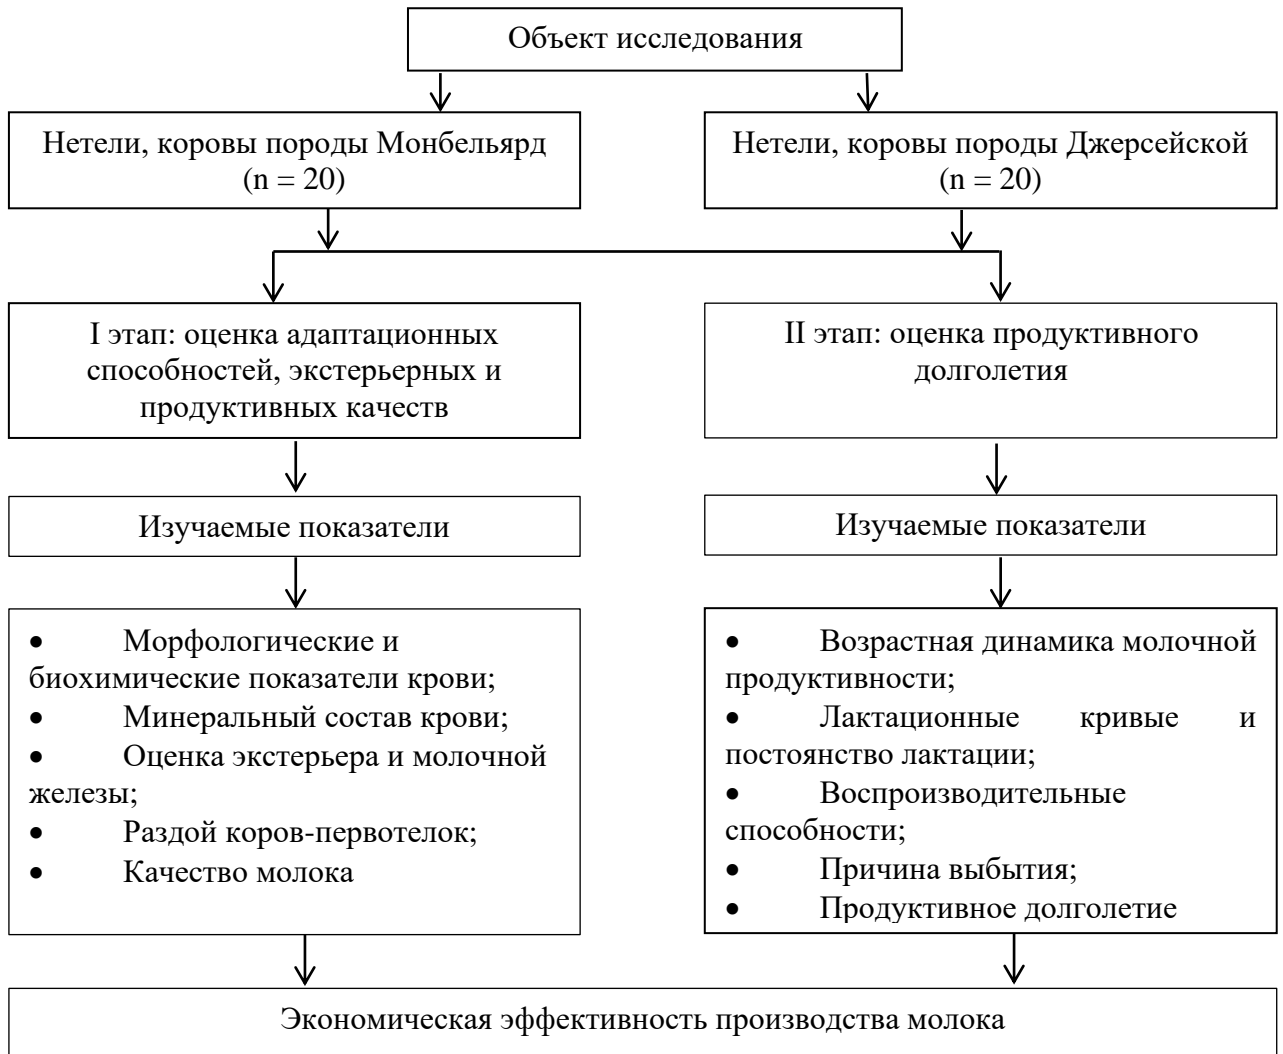 Объект исследования
Нетели, коровы породы Монбельярд
(n = 20)
Нетели, коровы породы Джерсейской
(n = 20)
I этап: оценка адаптационных
способностей, экстерьерных и
продуктивных качеств
II этап: оценка продуктивного
долголетия
Изучаемые показатели
Изучаемые показатели
• Морфологические и
биохимические показатели крови;
• Минеральный состав крови;
• Оценка экстерьера и молочной
железы;
• Раздой коров-первотелок;
• Качество молока
• Возрастная динамика молочной
продуктивности;
• Лактационные кривые и
постоянство лактации;
• Воспроизводительные
способности;
• Причина выбытия;
• Продуктивное долголетие
Экономическая эффективность производства молока